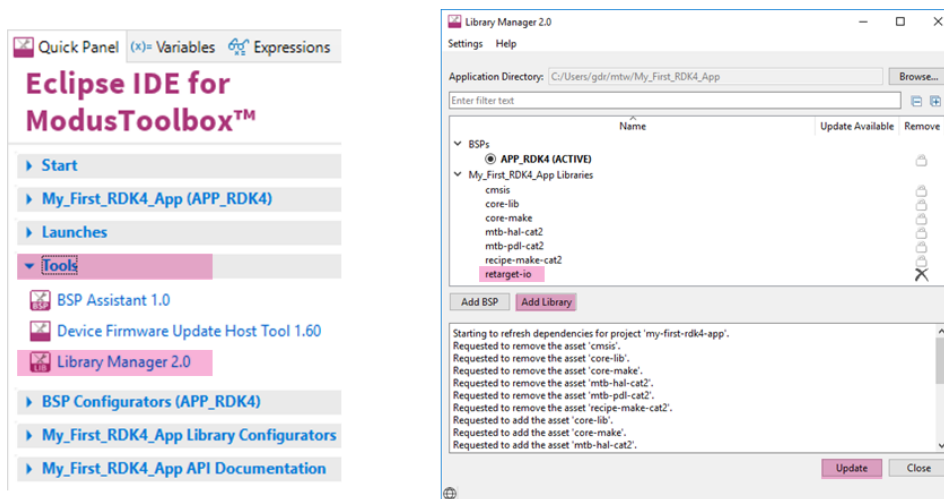 Quick Panel (x)= Variables Expressions
Eclipse IDE for
ModusToolbox™
Start
My_First_RDK4_App (APP_RDK4)
Launches
Tools
BSP Assistant 1.0
Device Firmware Update Host Tool 1.60
Library Manager 2.0
BSP Configurators (APP_RDK4)
My_First_RDK4_App Library Configurators
My_First_RDK4_App API Documentation
Library Manager 2.0
Settings Help
Application Directory: C:/Users/gdr/mtw/My_First_RDK4_App Browse...
Enter filter text
Name Update Available Remove
BSPs
APP_RDK4 (ACTIVE)
My_First_RDK4_App Libraries
cmsis
core-lib
core-make
mtb-hal-cat2
mtb-pdl-cat2
recipe-make-cat2
retarget-io
Add BSP Add Library
Starting to refresh dependencies for project 'my-first-rdk4-app'.
Requested to remove the asset 'cmsis'.
Requested to remove the asset 'core-lib'.
Requested to remove the asset 'core-make'.
Requested to remove the asset 'mtb-hal-cat2'.
Requested to remove the asset 'mtb-pdl-cat2'.
Requested to remove the asset 'recipe-make-cat2'.
Requested to add the asset 'core-lib'.
Requested to add the asset 'core-make'.
Requested to add the asset 'mtb-hal-cat2'.
Update Close